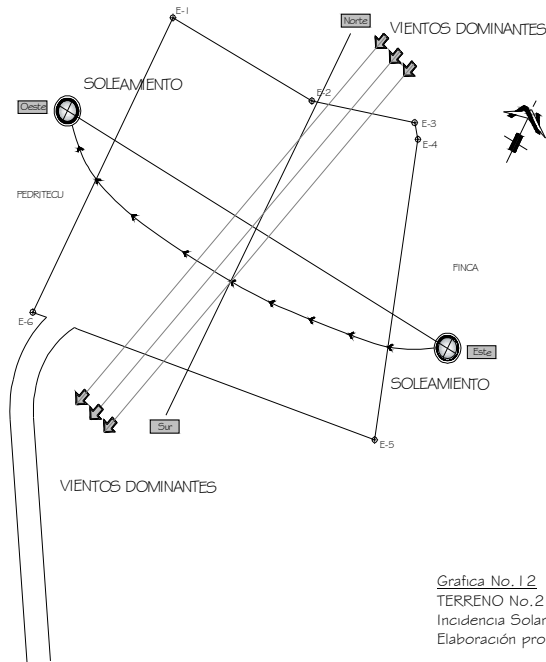 E-1
Norte
VIENTOS DOMINANTES
SOLEAMIENTO
Oeste
E-2
E-3
E-4
PEDRITECU
FINCA
E-6
Este
SOLEAMIENTO
Sur
E-5
VIENTOS DOMINANTES
Grafica No.12
TERRENO No.2
Incidencia Solar
Elaboración pro